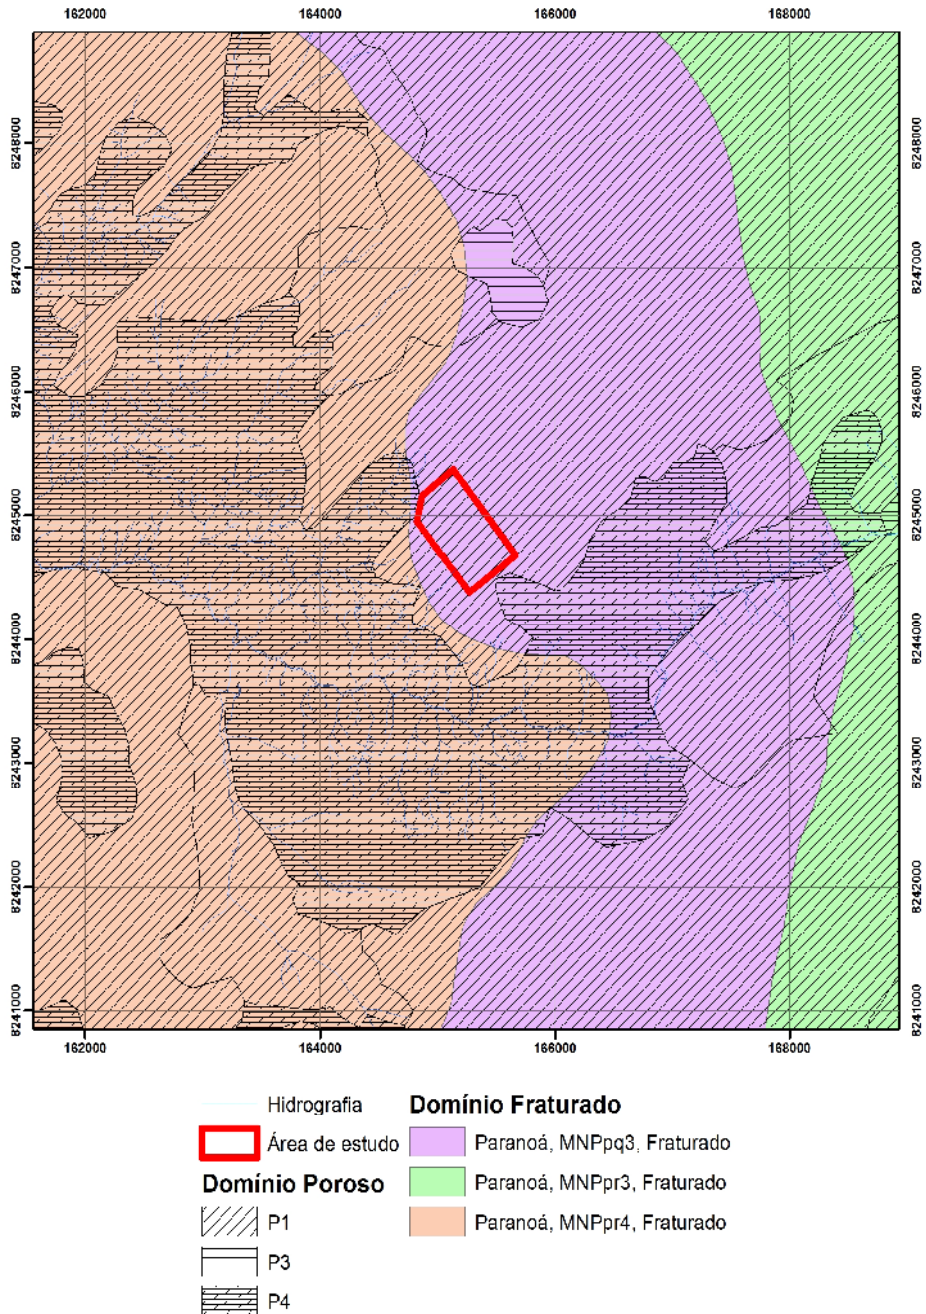 162000 164000 166000 168000
8248000 8248000
8247000 8247000
8246000 8246000
8245000 8245000
8244000 8244000
8243000 8243000
8242000 8242000
8241000 8241000
162000 164000 166000 168000
Hidrografia
Área de estudo
Domínio Poroso
P1
P3
P4
Domínio Fraturado
Paranoá, MNPpq3, Fraturado
Paranoá, MNPpr3, Fraturado
Paranoá, MNPpr4, Fraturado